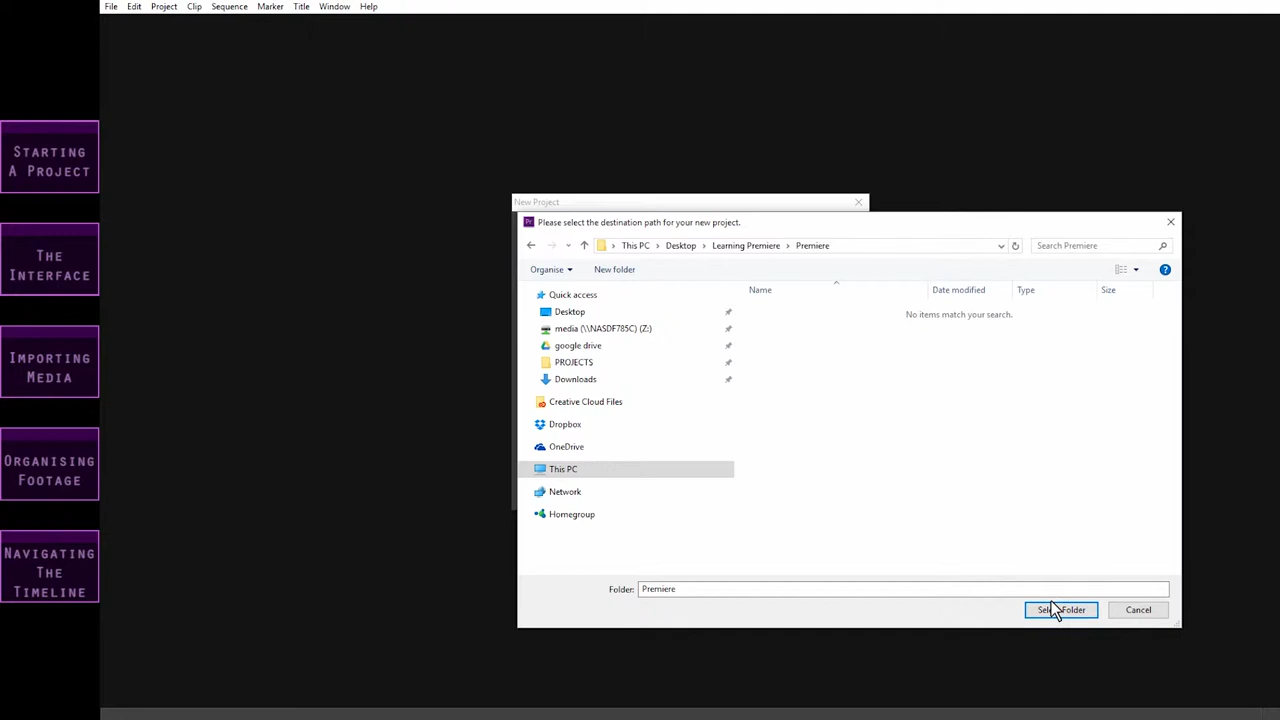 File Edit Project Clip Sequence Marker Title Window Help
STARTING
A PROJECT
THE
INTERFACE
IMPORTING
MEDIA
ORGANISING
FOOTAGE
NAVIGATING
THE
TIMELINE
New Project
Pr Please select the destination path for your new project.
This PC Desktop Learning Premiere Premiere Search Premiere
Organise New folder
Name Date modified Type Size
No items match your search.
Quick access
Desktop
media (\\NASDF785C) (Z:)
google drive
PROJECTS
Downloads
Creative Cloud Files
Dropbox
OneDrive
This PC
Network
Homegroup
Folder: Premiere
Select Folder Cancel